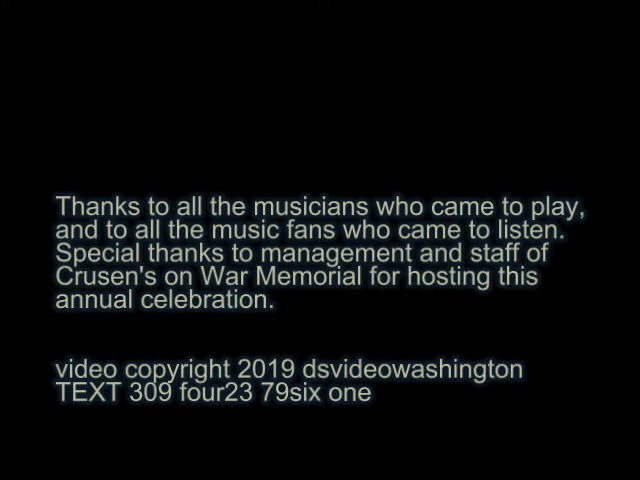 Thanks to all the musicians who came to play,
and to all the music fans who came to listen.
Special thanks to management and staff of
Crusen's on War Memorial for hosting this
annual celebration.
video copyright 2019 dsvideowashington
TEXT 309 four23 79six one